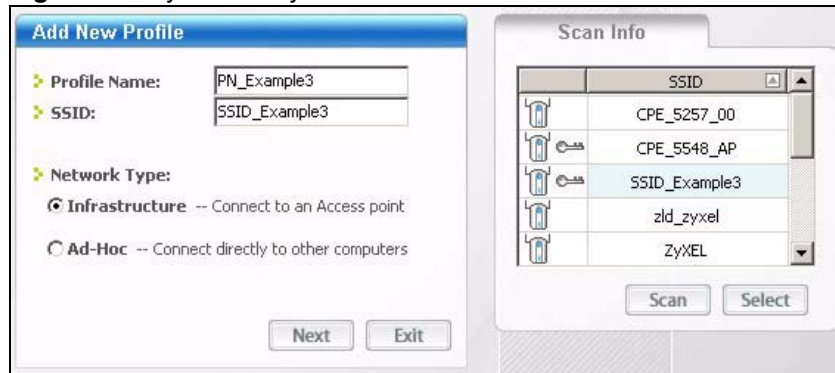 Add New Profile
Profile Name: PN_Example3
SSID: SSID_Example3
Network Type:
Infrastructure -- Connect to an Access point
Ad-Hoc -- Connect directly to other computers
Next Exit
Scan Info
SSID
CPE_5257_00
CPE_5548_AP
SSID_Example3
zld_zyxel
ZyXEL
Scan Select